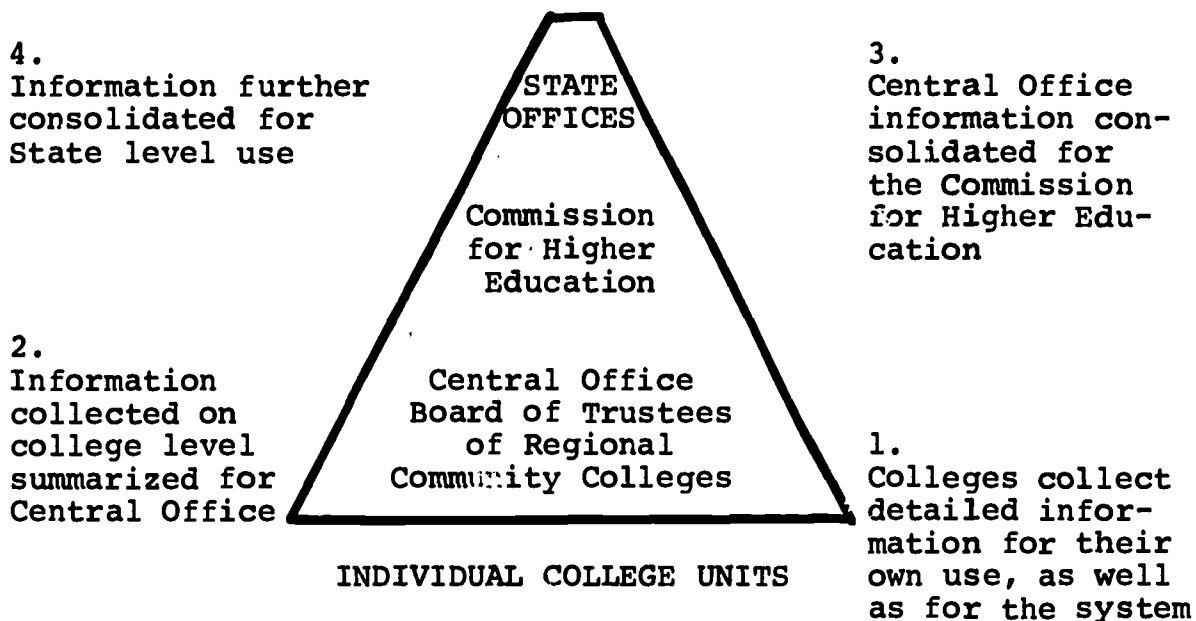 4.
Information further
consolidated for
State level use
STATE
OFFICES
3.
Central Office
information con-
solidated for
the Commission
for Higher Edu-
cation
Commission
for Higher
Education
2.
Information
collected on
college level
summarized for
Central Office
Central Office
Board of Trustees
of Regional
Community Colleges
1.
Colleges collect
detailed infor-
mation for their
own use, as well
as for the system
INDIVIDUAL COLLEGE UNITS